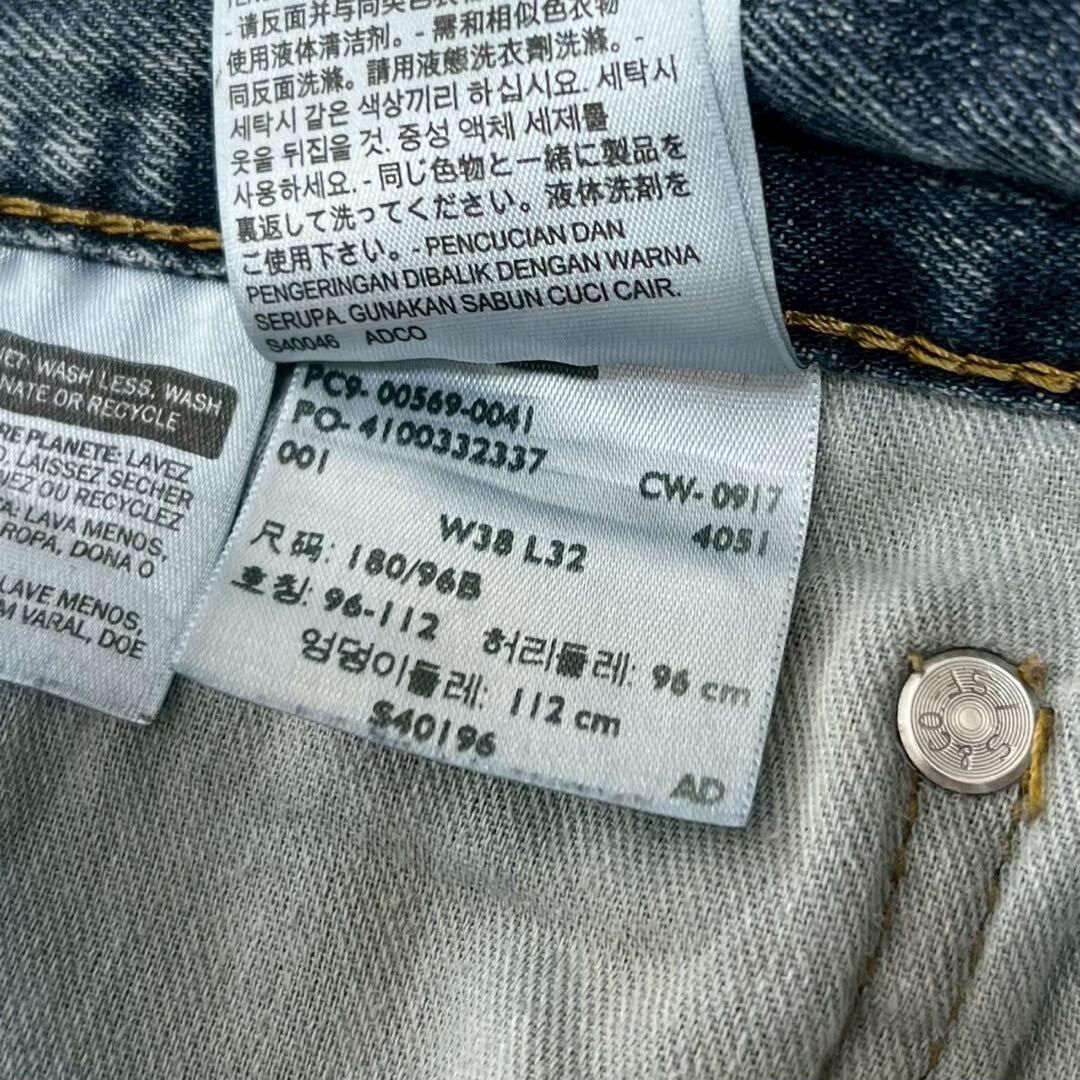 - 请反面并与同类色衣
使用液体清洁剂。- 需和相似色衣物
同反面洗滌。請用液態洗衣劑洗滌。-
세탁시 같은 색상끼리 하십시요. 세탁시
옷을 뒤집을 것. 중성 액체 세제를
사용하세요. - 同じ色物と一緒に製品を
裏返して洗ってください。液体洗剤を
ご使用下さい。- PENCUCIAN DAN
PENGERINGAN DIBALIK DENGAN WARNA
SERUPA. GUNAKAN SABUN CUCI CAIR.
S40046 ADCO
WASH LESS, WASH
OR RECYCLE
PLANETE: LAVEZ
LAISSEZ SECHER
OU RECYCLEZ
LAVA MENOS,
ROPA, DONA O
LAVE MENOS,
VARAL, DOE
PC9- 00569-0041
PO- 4100332337
001 CW- 0917
W38 L32 4051
尺码: 180/96B
호칭: 96-112 허리둘레: 96 cm
엉덩이둘레: 112 cm
S40196
AD
LS & CO